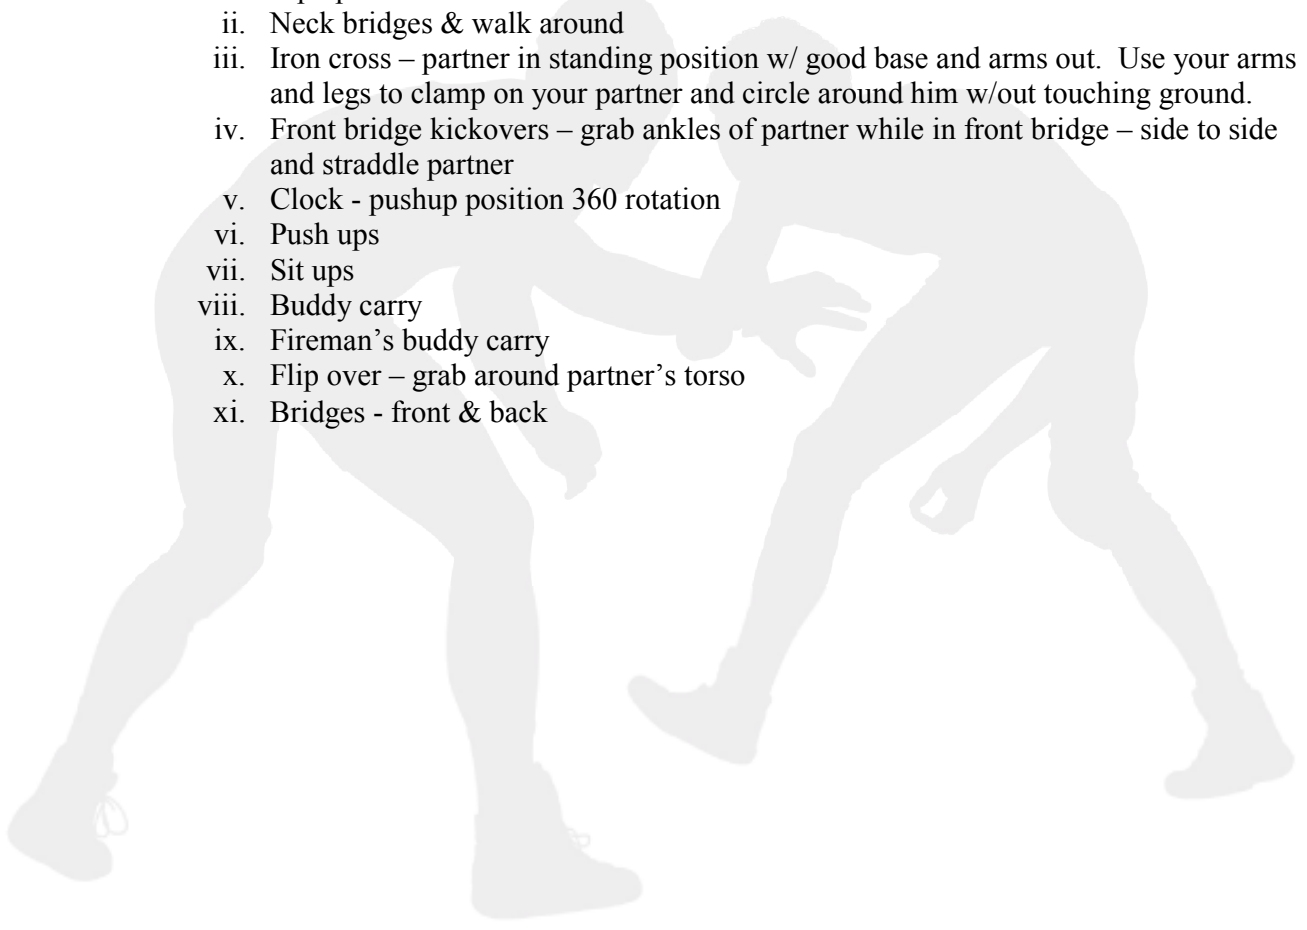 ii. Neck bridges & walk around
iii. Iron cross – partner in standing position w/ good base and arms out.  Use your arms
and legs to clamp on your partner and circle around him w/out touching ground.
iv. Front bridge kickovers – grab ankles of partner while in front bridge – side to side
and straddle partner
v. Clock - pushup position 360 rotation
vi. Push ups
vii. Sit ups
viii. Buddy carry
ix. Fireman’s buddy carry
x. Flip over – grab around partner’s torso
xi. Bridges - front & back